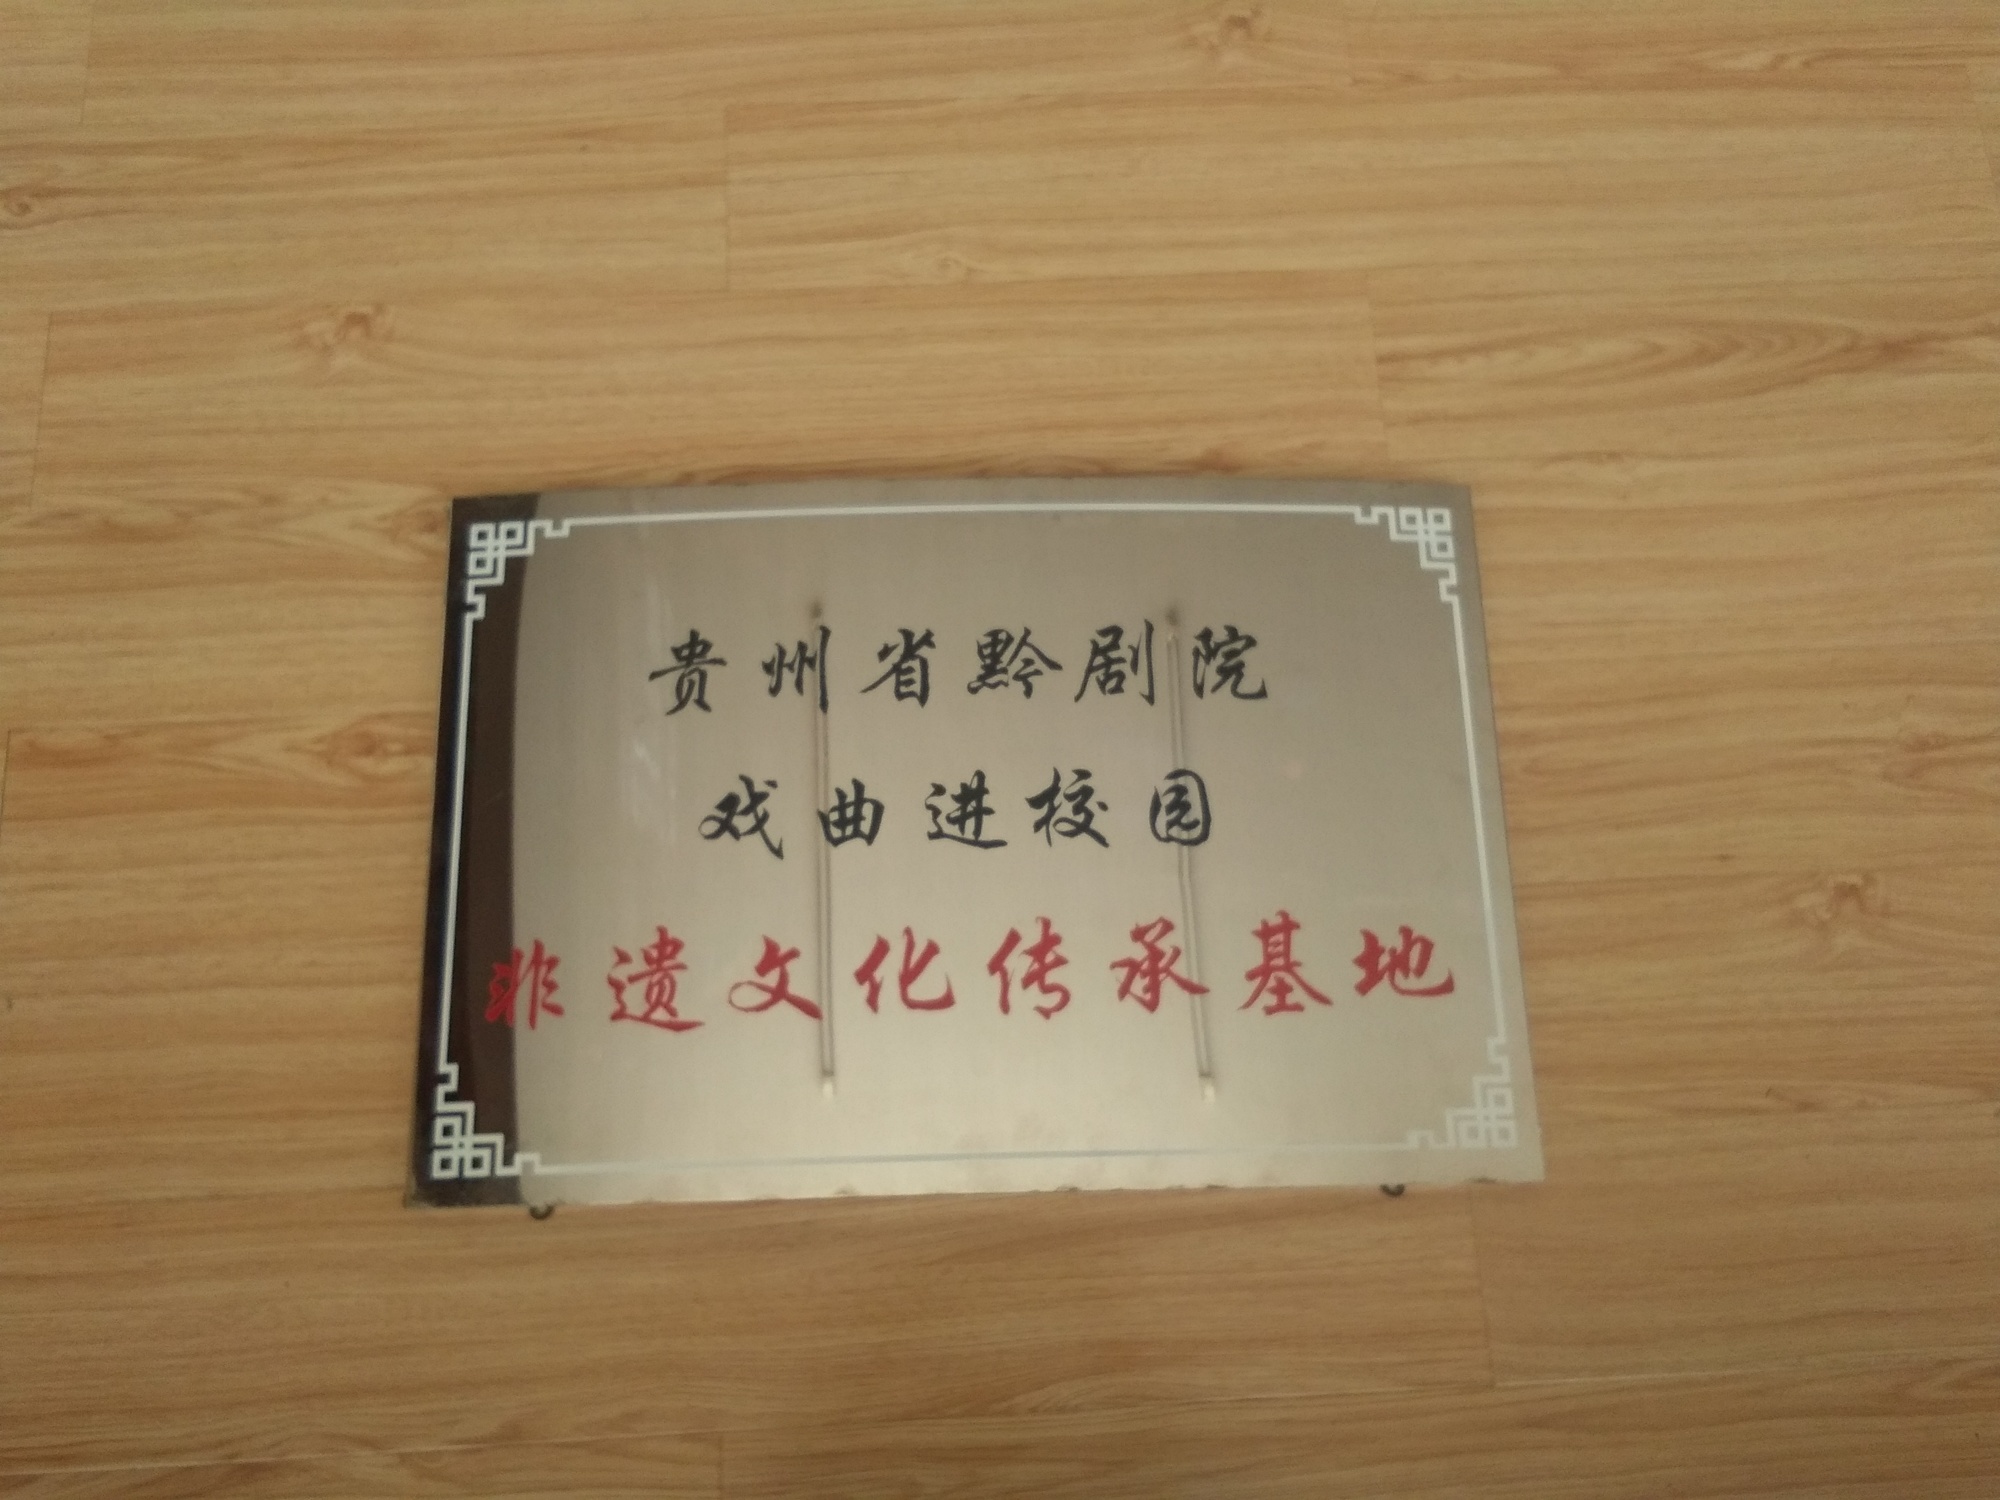 贵州省黔剧院
戏曲进校园
非遗文化传承基地